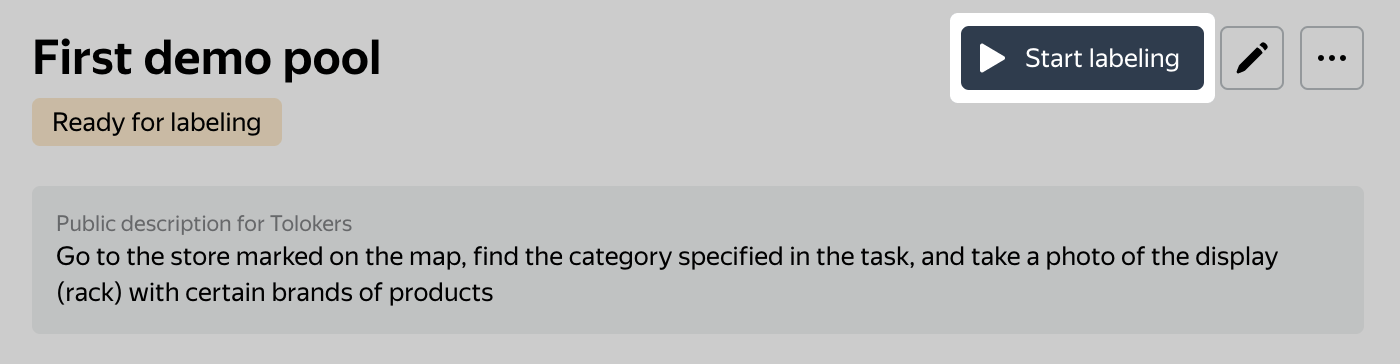 First demo pool
Start labeling
Ready for labeling
Public description for Tolokers
Go to the store marked on the map, find the category specified in the task, and take a photo of the display
(rack) with certain brands of products